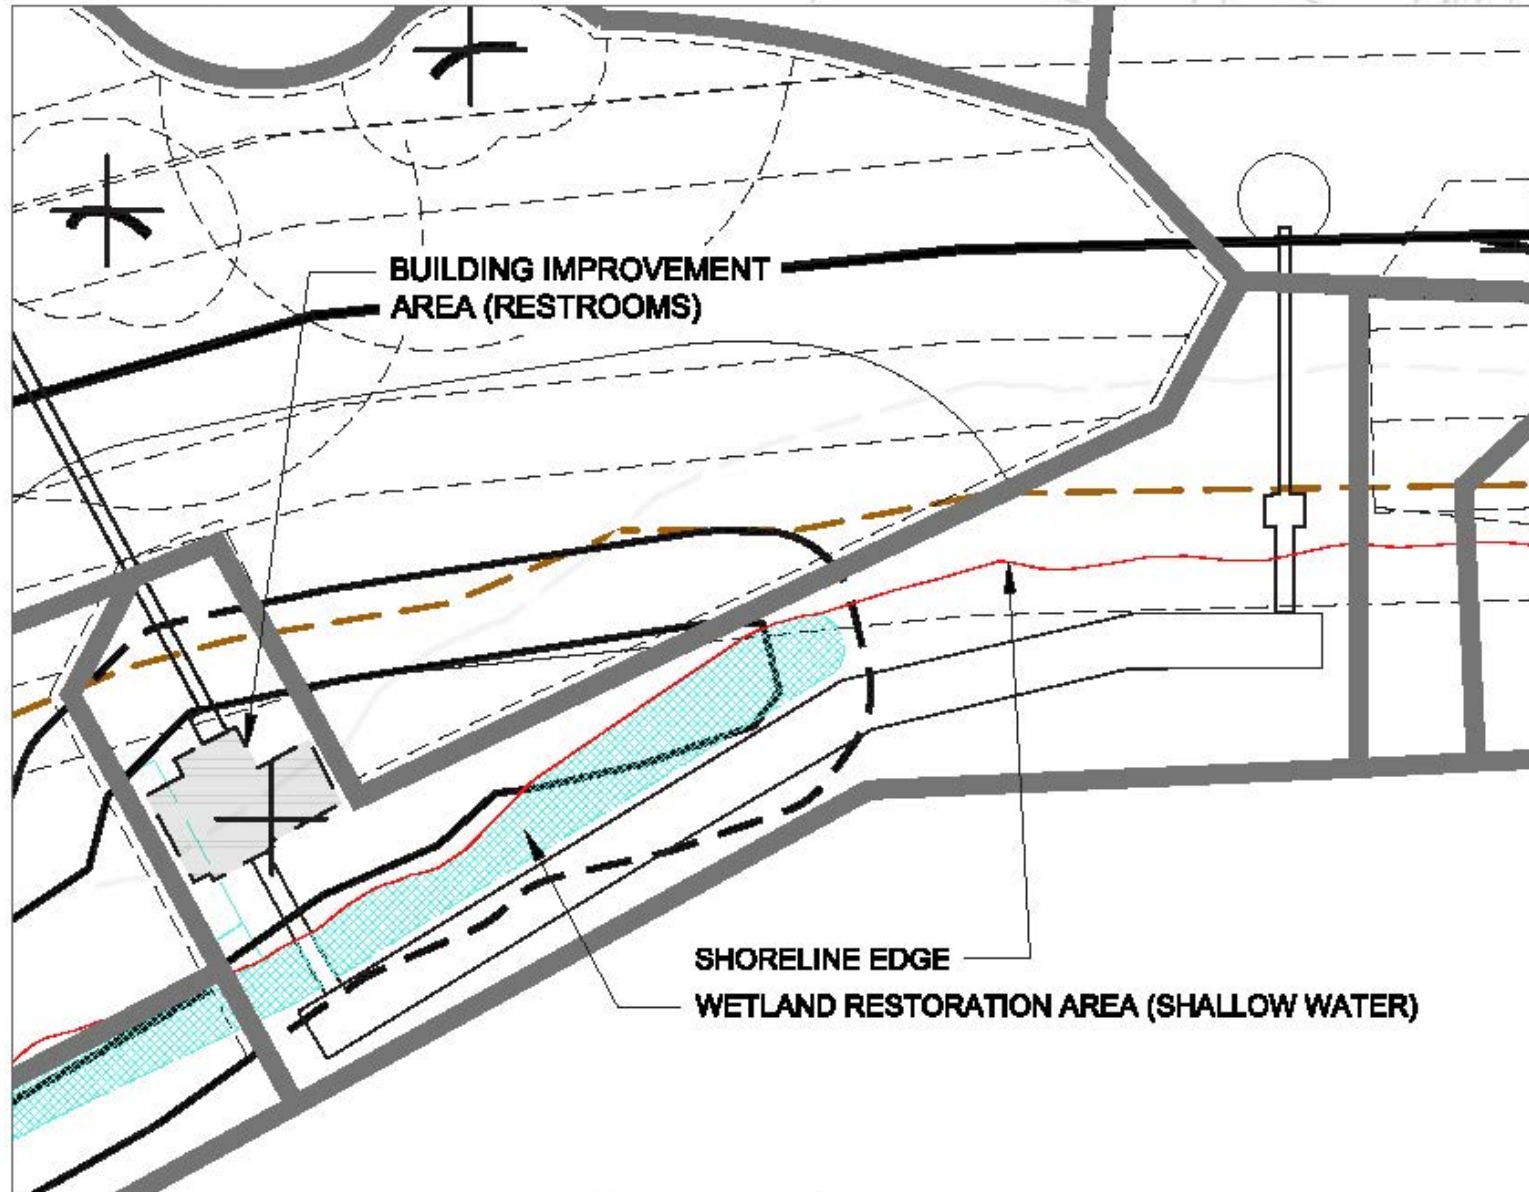 BUILDING IMPROVEMENT
AREA (RESTROOMS)
SHORELINE EDGE
WETLAND RESTORATION AREA (SHALLOW WATER)